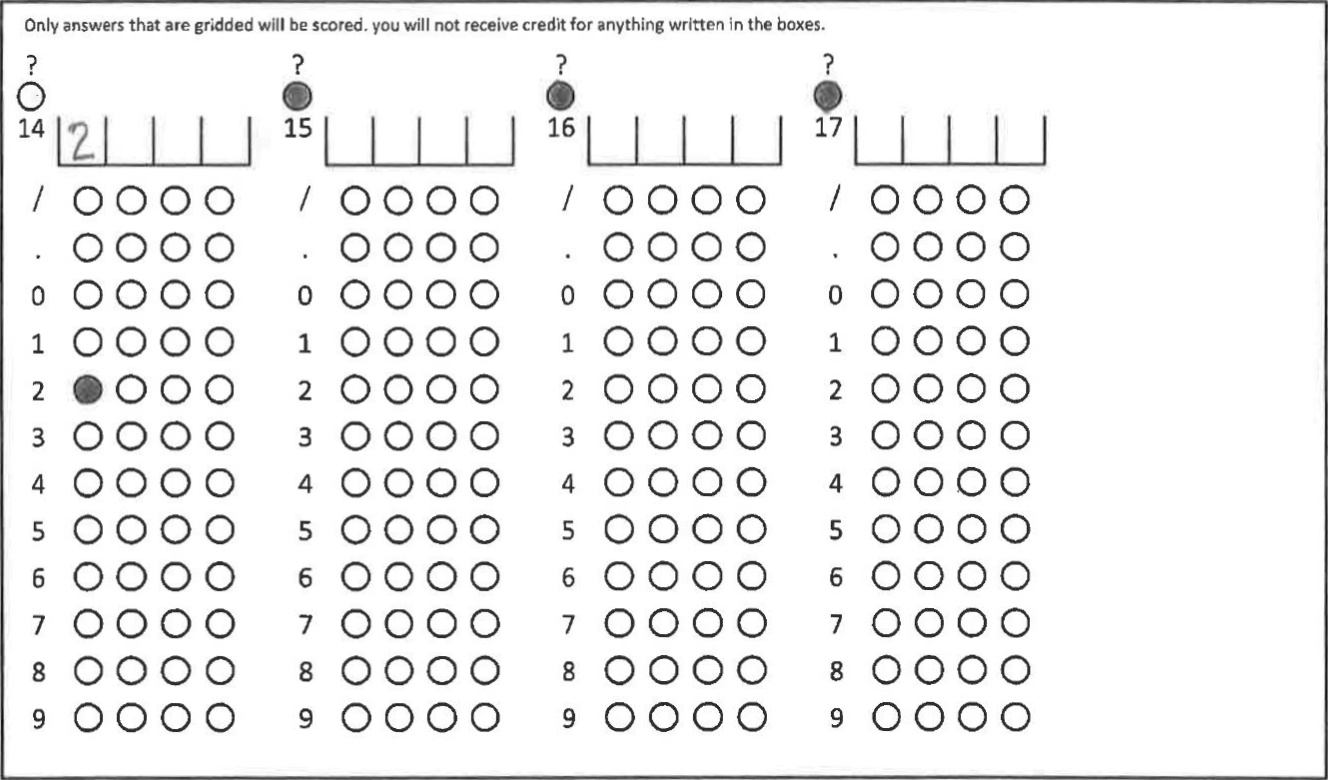 Only answers that are gridded will be scored. you will not receive credit for anything written in the boxes.
? ? ? ?
14 2 15 16 17
/ / / /
. . . .
0 0 0 0
1 1 1 1
2 2 2 2
3 3 3 3
4 4 4 4
5 5 5 5
6 6 6 6
7 7 7 7
8 8 8 8
9 9 9 9